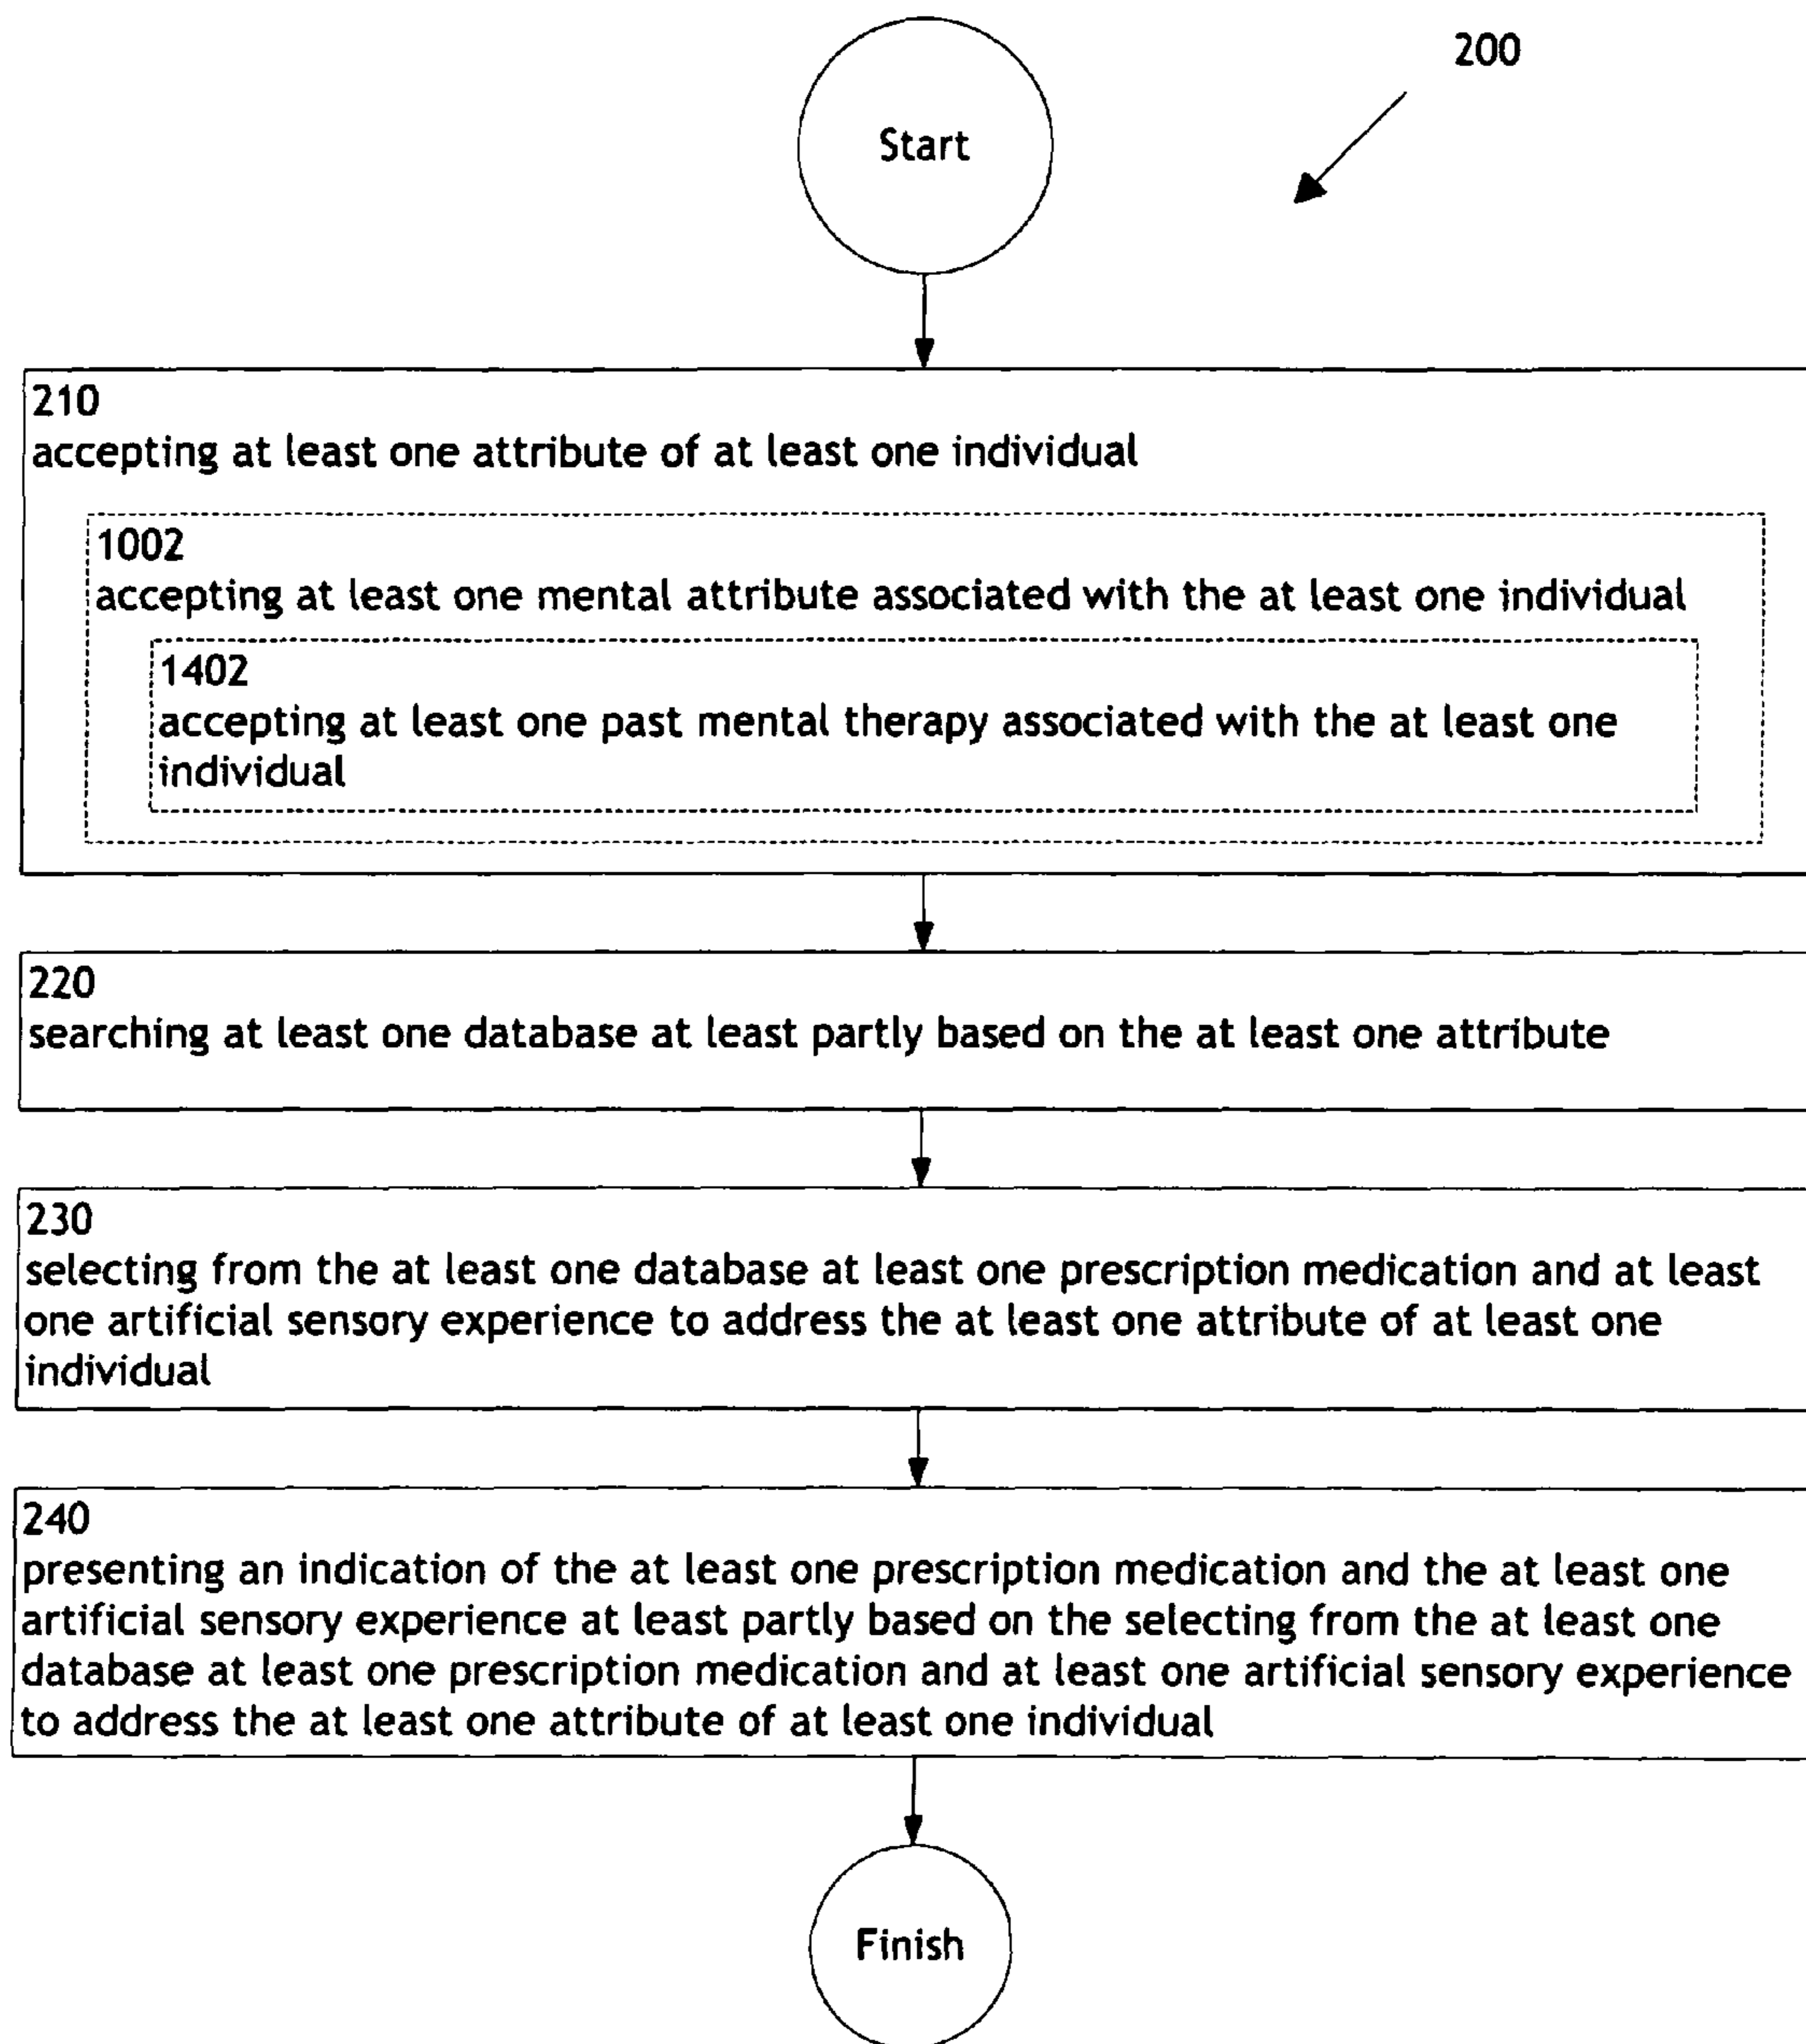 200
Start
210
accepting at least one attribute of at least one individual
1002
accepting at least one mental attribute associated with the at least one individual
1402
accepting at least one past mental therapy associated with the at least one
individual
220
searching at least one database at least partly based on the at least one attribute
230
selecting from the at least one database at least one prescription medication and at least
one artificial sensory experience to address the at least one attribute of at least one
individual
240
presenting an indication of the at least one prescription medication and the at least one
artificial sensory experience at least partly based on the selecting from the at least one
database at least one prescription medication and at least one artificial sensory experience
to address the at least one attribute of at least one individual
Finish